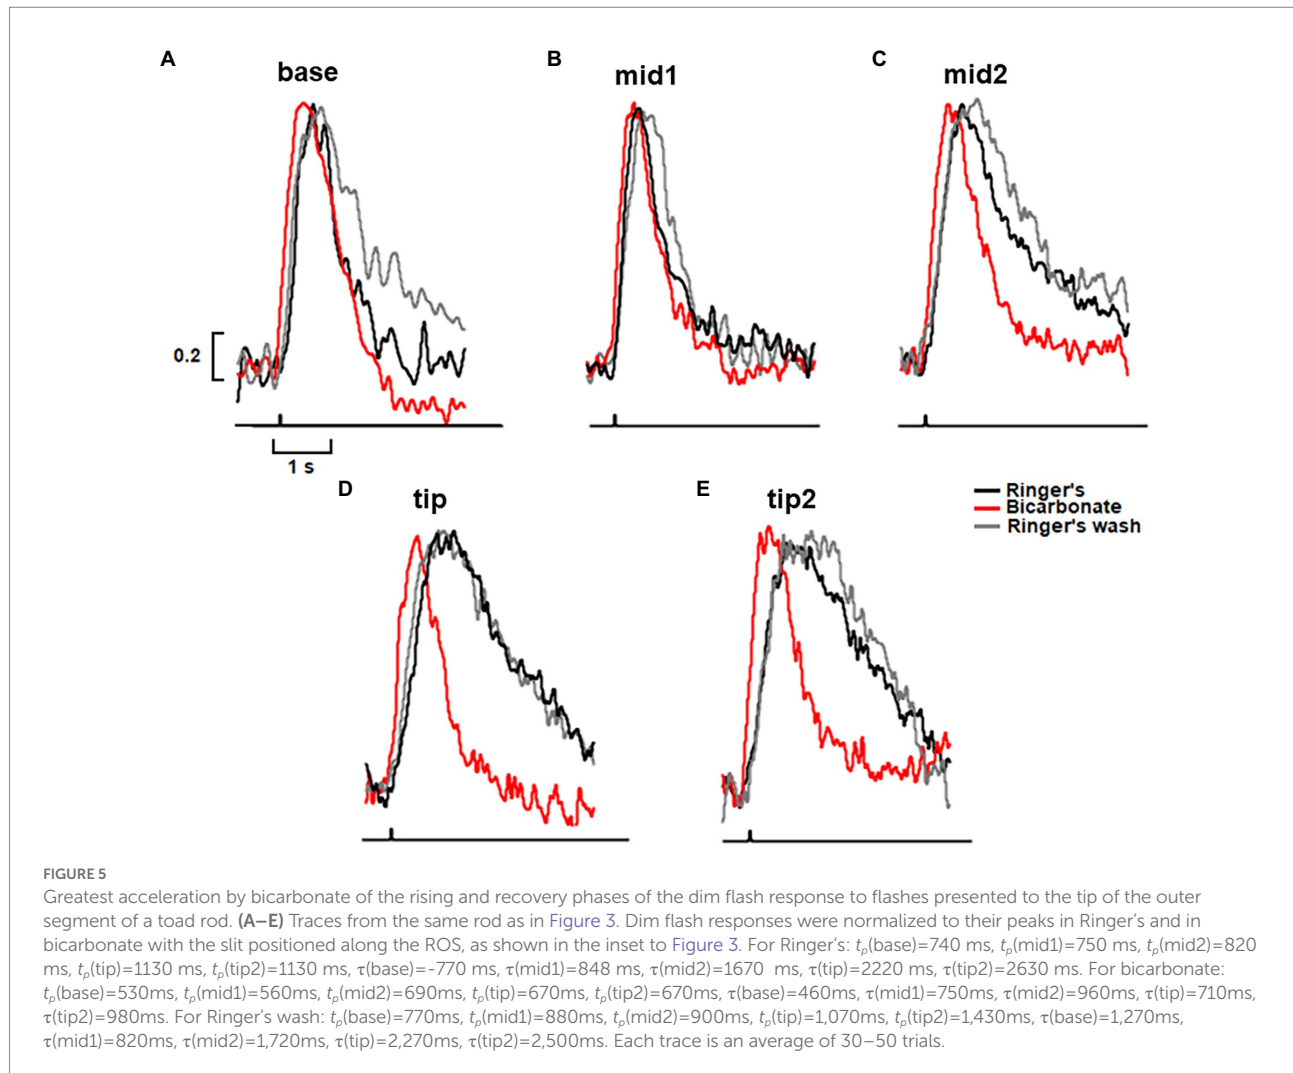 A
base
B
mid1
C
mid2
0.2
1 s
D
tip
E
tip2
Ringer's
Bicarbonate
Ringer's wash
FIGURE 5
Greatest acceleration by bicarbonate of the rising and recovery phases of the dim flash response to flashes presented to the tip of the outer
segment of a toad rod. (A–E) Traces from the same rod as in Figure 3. Dim flash responses were normalized to their peaks in Ringer's and in
bicarbonate with the slit positioned along the ROS, as shown in the inset to Figure 3. For Ringer's: tp(base)=740 ms, tp(mid1)=750 ms, tp(mid2)=820
ms, tp(tip)=1130 ms, tp(tip2)=1130 ms, τ(base)=-770 ms, τ(mid1)=848 ms, τ(mid2)=1670 ms, τ(tip)=2220 ms, τ(tip2)=2630 ms. For bicarbonate:
tp(base)=530ms, tp(mid1)=560ms, tp(mid2)=690ms, tp(tip)=670ms, tp(tip2)=670ms, τ(base)=460ms, τ(mid1)=750ms, τ(mid2)=960ms, τ(tip)=710ms,
τ(tip2)=980ms. For Ringer's wash: tp(base)=770ms, tp(mid1)=880ms, tp(mid2)=900ms, tp(tip)=1,070ms, tp(tip2)=1,430ms, τ(base)=1,270ms,
τ(mid1)=820ms, τ(mid2)=1,720ms, τ(tip)=2,270ms, τ(tip2)=2,500ms. Each trace is an average of 30–50 trials.